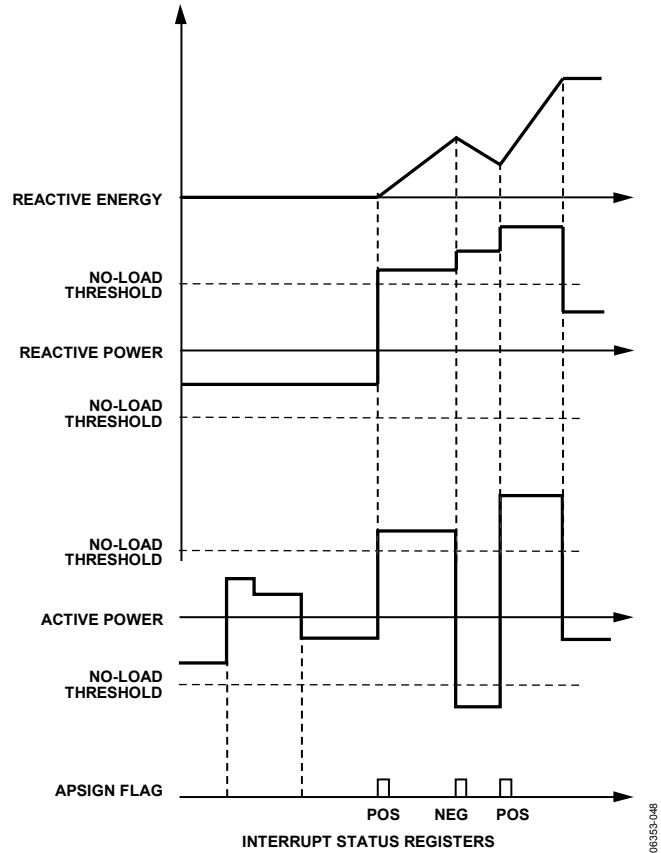 REACTIVE ENERGY
NO-LOAD
THRESHOLD
REACTIVE POWER
NO-LOAD
THRESHOLD
NO-LOAD
THRESHOLD
ACTIVE POWER
NO-LOAD
THRESHOLD
APSIGN FLAG
POS NEG POS
INTERRUPT STATUS REGISTERS
06353-048